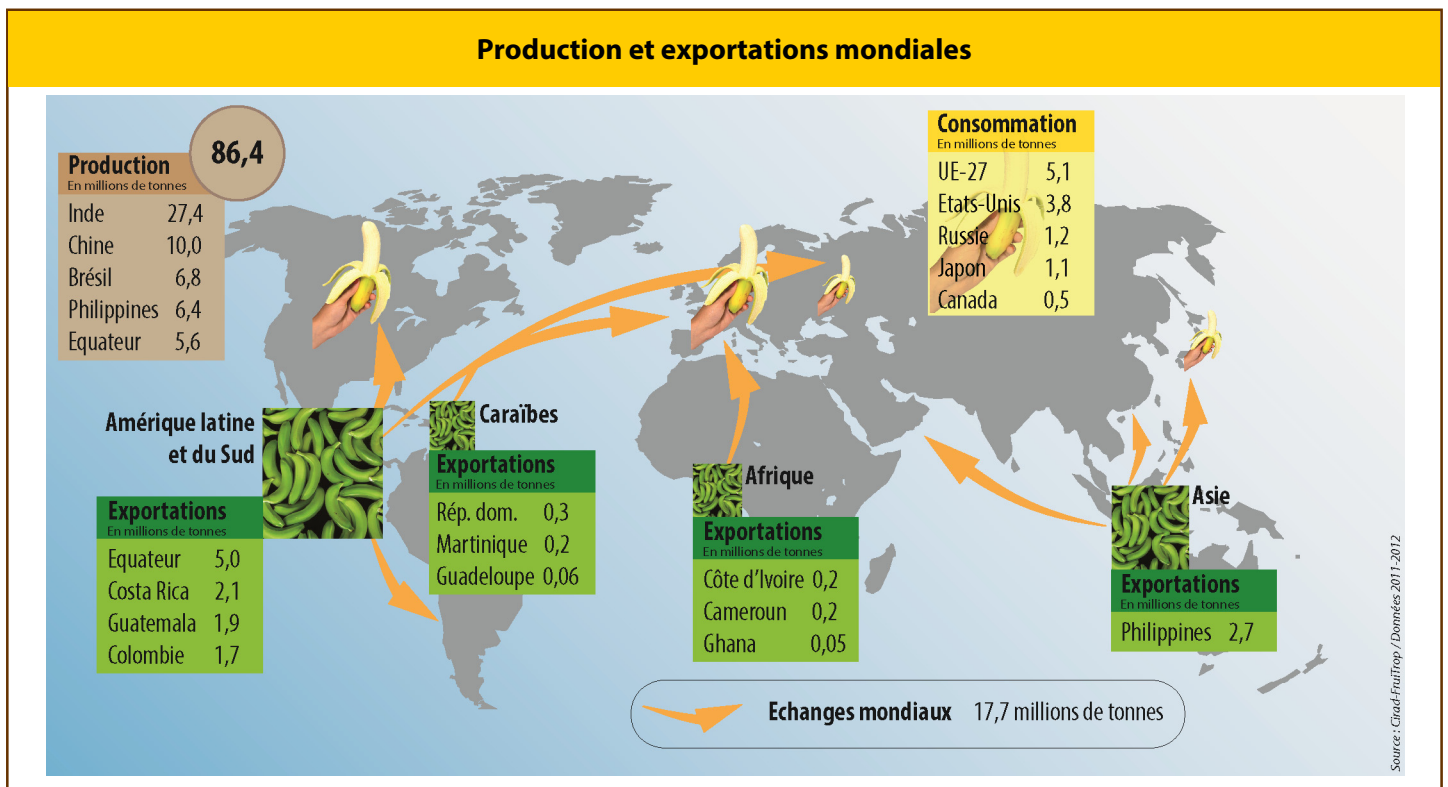 Production et exportations mondiales
86,4
Production
En millions de tonnes
Inde 27,4
Chine 10,0
Brésil 6,8
Philippines 6,4
Equateur 5,6
Consommation
En millions de tonnes
UE-27 5,1
Etats-Unis 3,8
Russie 1,2
Japon 1,1
Canada 0,5
Amérique latine
et du Sud
Exportations
En millions de tonnes
Equateur 5,0
Costa Rica 2,1
Guatemala 1,9
Colombie 1,7
Caraïbes
Exportations
En millions de tonnes
Rép. dom. 0,3
Martinique 0,2
Guadeloupe 0,06
Afrique
Exportations
En millions de tonnes
Côte d'Ivoire 0,2
Cameroun 0,2
Ghana 0,05
Asie
Exportations
En millions de tonnes
Philippines 2,7
Echanges mondiaux 17,7 millions de tonnes
Source : Cirad-FruiTrop / Données 2011-2012